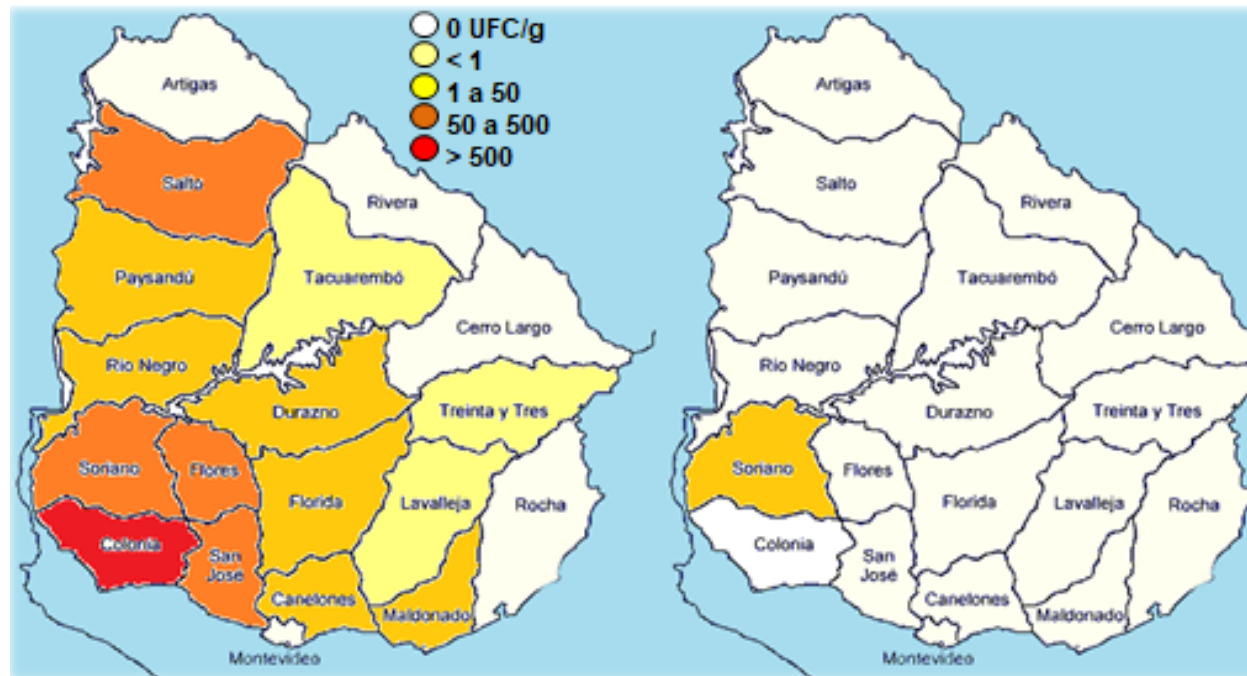 0 UFC/g
< 1
1 a 50
50 a 500
> 500
Artigas
Salto
Rivera
Paysandú
Tacuarembó
Cerro Largo
Rio Negro
Durazno
Treinta y Tres
Soriano
Flores
Florida
Lavalleja
Rocha
Colonia
San
José
Canelones
Maldonado
Montevideo
Artigas
Salto
Rivera
Paysandú
Tacuarembó
Cerro Largo
Rio Negro
Durazno
Treinta y Tres
Soriano
Flores
Florida
Lavalleja
Rocha
Colonia
San
José
Canelones
Maldonado
Montevideo